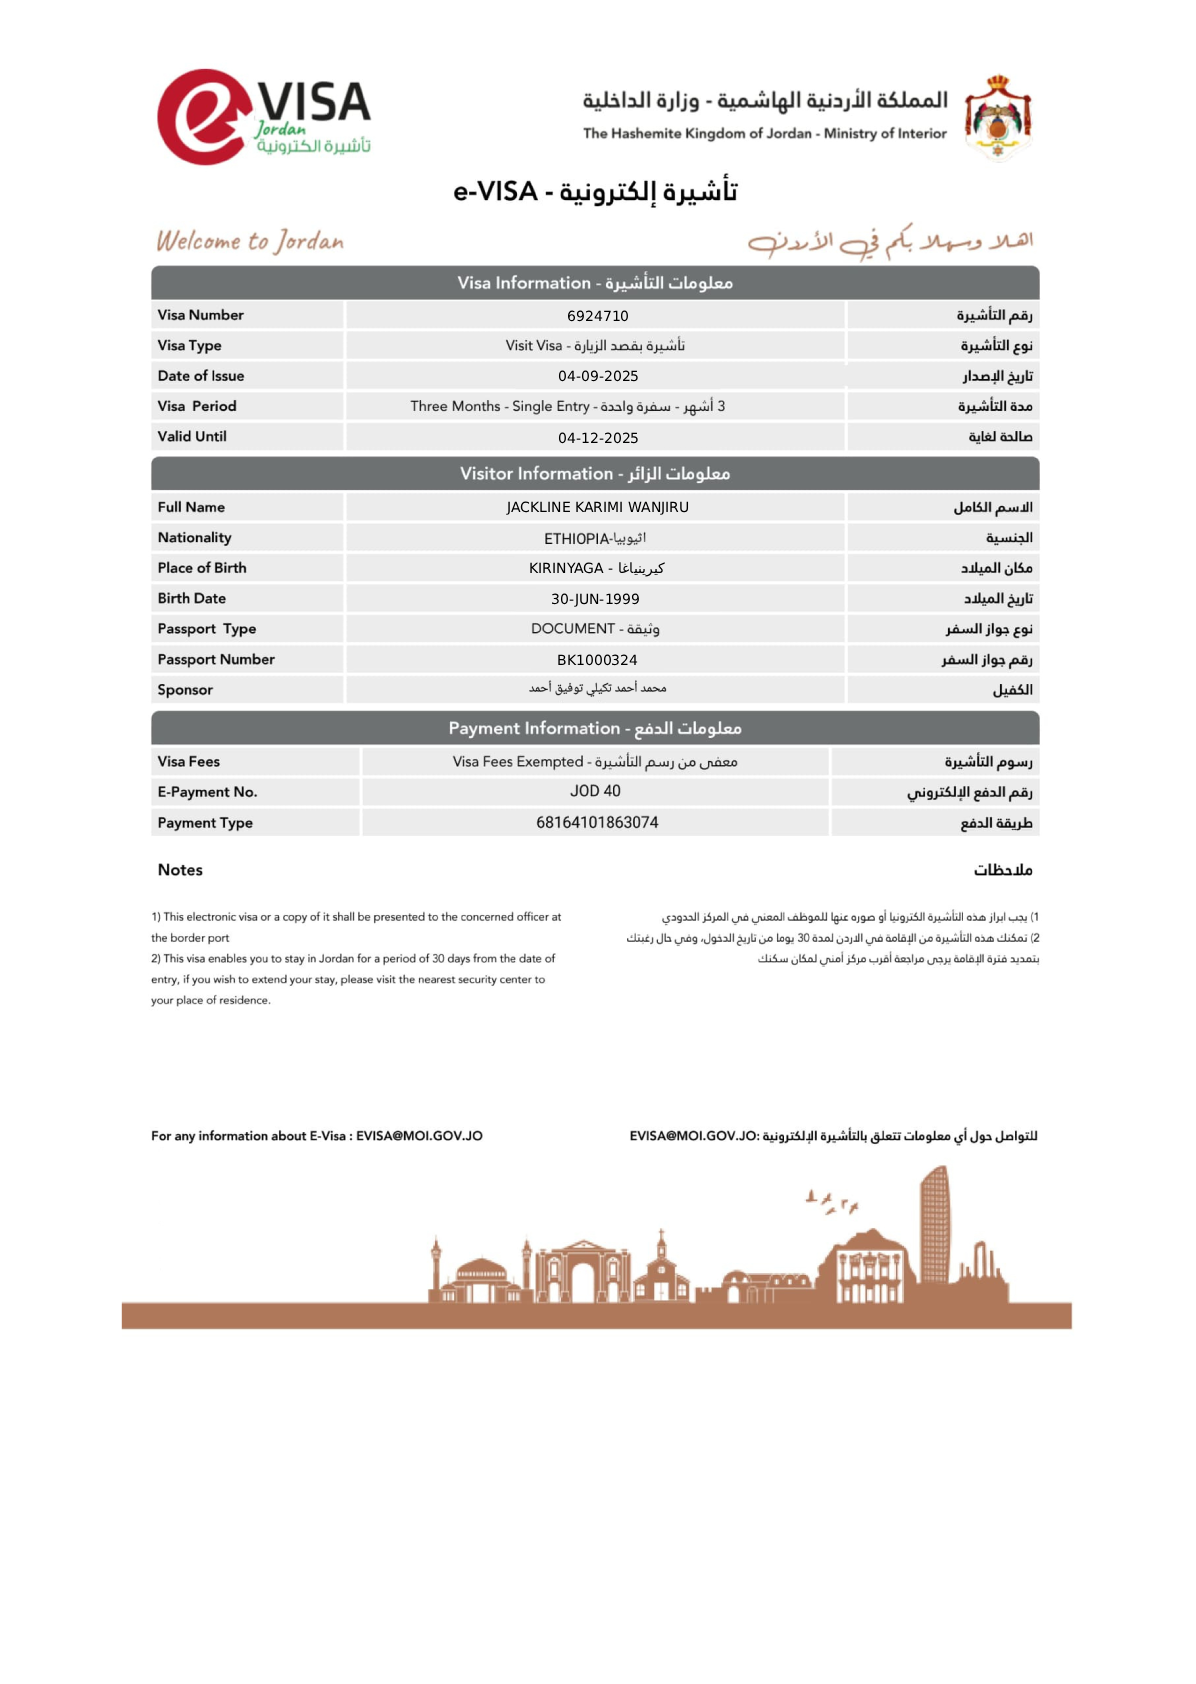 e VISA
Jordan
تأشيرة الكترونية
المملكة الأردنية الهاشمية - وزارة الداخلية
The Hashemite Kingdom of Jordan - Ministry of Interior
e-VISA - تأشيرة إلكترونية
Welcome to Jordan
اهلا وسهلا بكم في الأردن
Visa Information - معلومات التأشيرة
Visa Number 6924710 رقم التأشيرة
Visa Type Visit Visa - تأشيرة بقصد الزيارة نوع التأشيرة
Date of Issue 04-09-2025 تاريخ الإصدار
Visa Period Three Months - Single Entry - 3 أشهر - سفرة واحدة مدة التأشيرة
Valid Until 04-12-2025 صالحة لغاية
Visitor Information - معلومات الزائر
Full Name JACKLINE KARIMI WANJIRU الاسم الكامل
Nationality ETHIOPIA-اثيوبيا الجنسية
Place of Birth KIRINYAGA - كيرينياغا مكان الميلاد
Birth Date 30-JUN-1999 تاريخ الميلاد
Passport Type DOCUMENT - وثيقة نوع جواز السفر
Passport Number BK1000324 رقم جواز السفر
Sponsor محمد أحمد تكيلي توفيق أحمد الكفيل
Payment Information - معلومات الدفع
Visa Fees Visa Fees Exempted - معفى من رسم التأشيرة رسوم التأشيرة
E-Payment No. JOD 40 رقم الدفع الإلكتروني
Payment Type 68164101863074 طريقة الدفع
Notes
ملاحظات
1) This electronic visa or a copy of it shall be presented to the concerned officer at
the border port
2) This visa enables you to stay in Jordan for a period of 30 days from the date of
entry, if you wish to extend your stay, please visit the nearest security center to
your place of residence.
1) يجب ابراز هذه التأشيرة الكترونيا أو صوره عنها للموظف المعني في المركز الحدودي
2) تمكنك هذه التأشيرة من الإقامة في الاردن لمدة 30 يوما من تاريخ الدخول، وفي حال رغبتك
بتمديد فترة الإقامة يرجى مراجعة أقرب مركز أمني لمكان سكنك
For any information about E-Visa : EVISA@MOI.GOV.JO
للتواصل حول أي معلومات تتعلق بالتأشيرة الإلكترونية :EVISA@MOI.GOV.JO